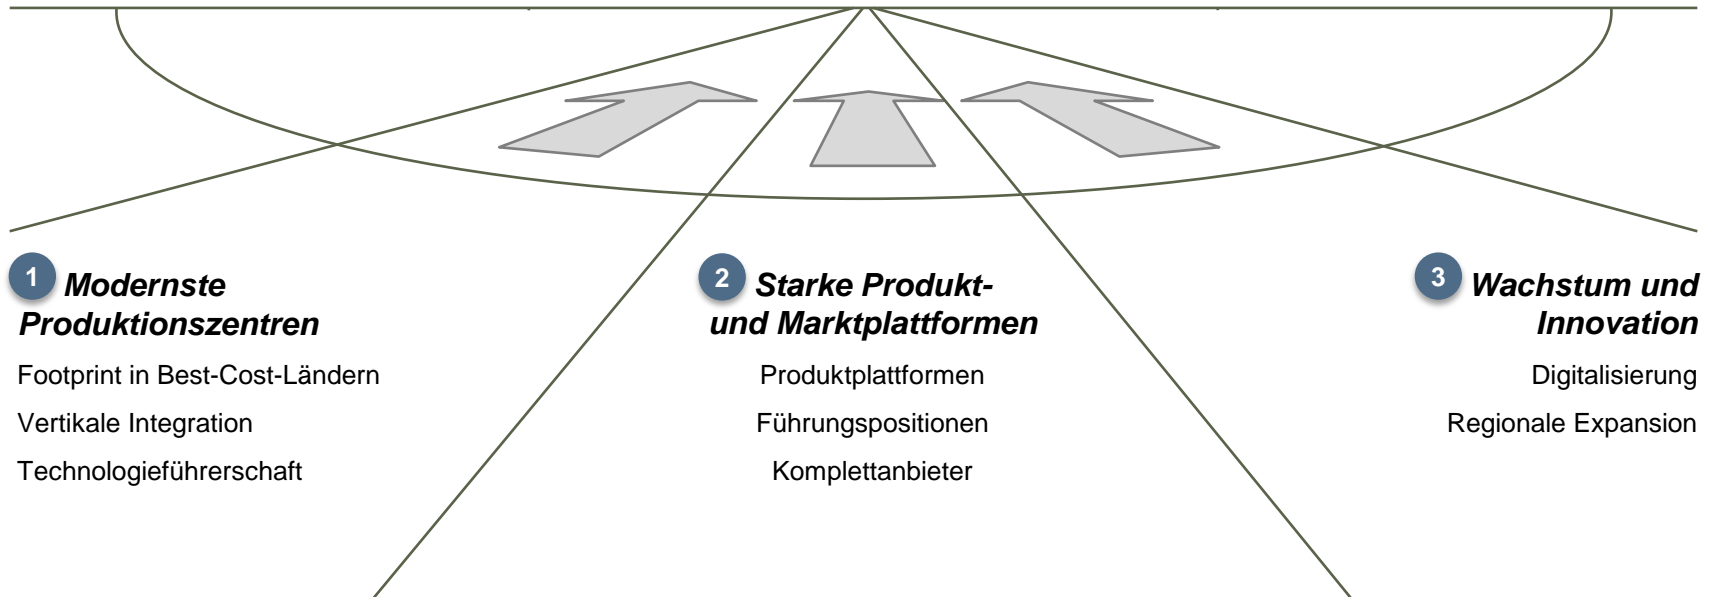 1 Modernste
Produktionszentren
Footprint in Best-Cost-Ländern
Vertikale Integration
Technologieführerschaft
2 Starke Produkt-
und Marktplattformen
Produktplattformen
Führungspositionen
Komplettanbieter
3 Wachstum und
Innovation
Digitalisierung
Regionale Expansion